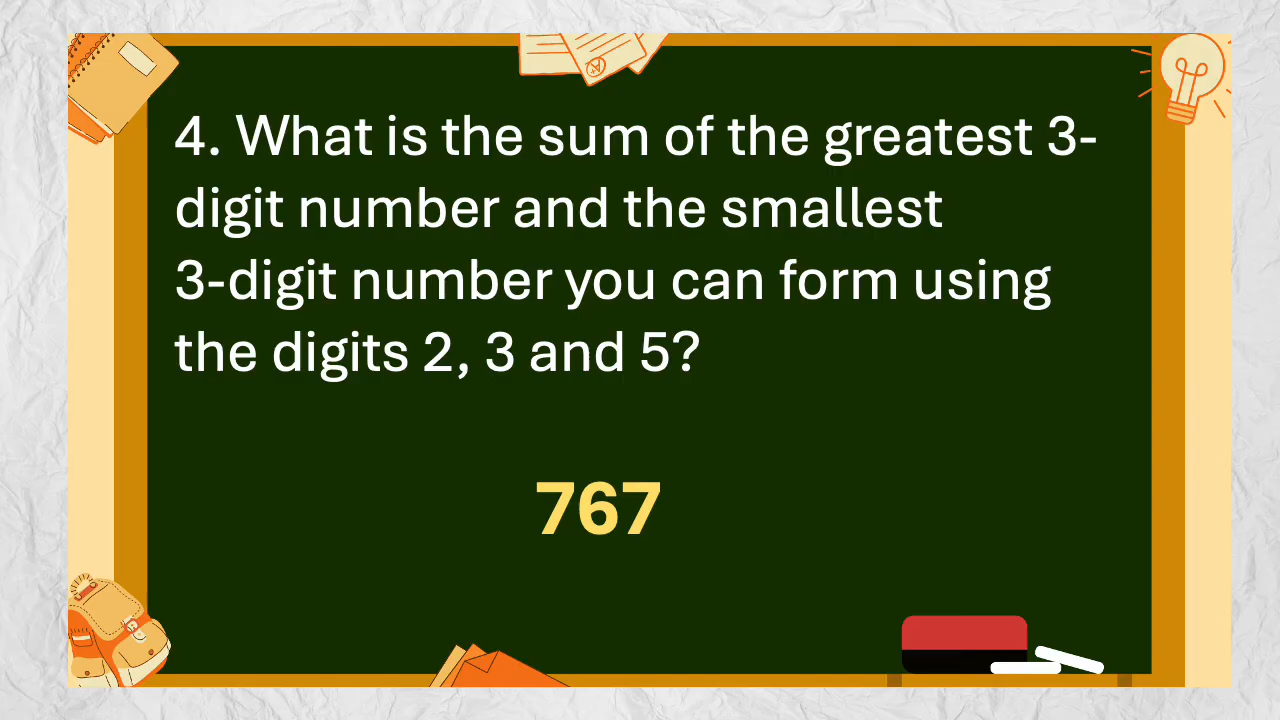 4. What is the sum of the greatest 3-
digit number and the smallest
3-digit number you can form using
the digits 2, 3 and 5?
767
A+